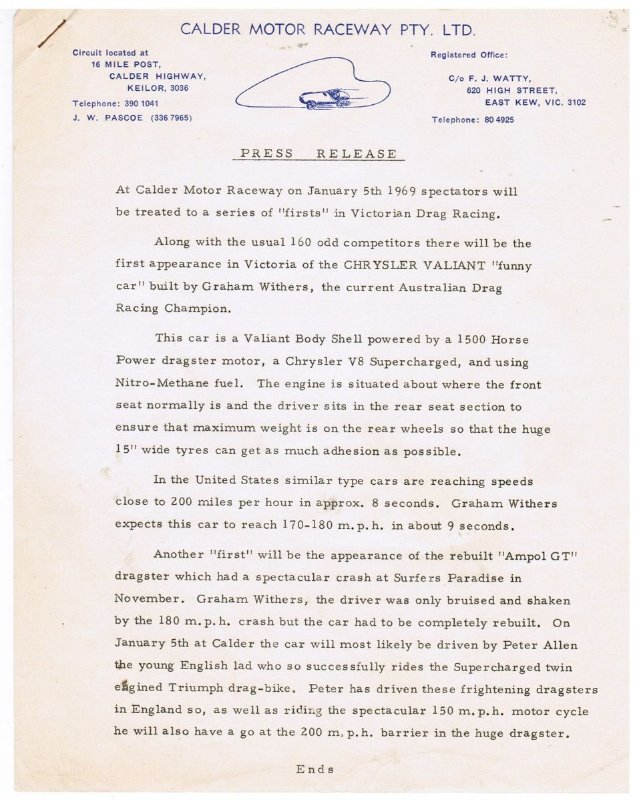 CALDER MOTOR RACEWAY PTY. LTD.
Circuit located at
16 MILE POST,
CALDER HIGHWAY,
KEILOR, 3036
Telephone: 390 1041
J. W. PASCOE (336 7965)
Registered Office:
C/o F. J. WATTY,
620 HIGH STREET,
EAST KEW, VIC. 3102
Telephone: 80 4925
PRESS RELEASE
At Calder Motor Raceway on January 5th 1969 spectators will
be treated to a series of "firsts" in Victorian Drag Racing.
Along with the usual 160 odd competitors there will be the
first appearance in Victoria of the CHRYSLER VALIANT "funny
car" built by Graham Withers, the current Australian Drag
Racing Champion.
This car is a Valiant Body Shell powered by a 1500 Horse
Power dragster motor, a Chrysler V8 Supercharged, and using
Nitro-Methane fuel. The engine is situated about where the front
seat normally is and the driver sits in the rear seat section to
ensure that maximum weight is on the rear wheels so that the huge
15" wide tyres can get as much adhesion as possible.
In the United States similar type cars are reaching speeds
close to 200 miles per hour in approx. 8 seconds. Graham Withers
expects this car to reach 170-180 m.p.h. in about 9 seconds.
Another "first" will be the appearance of the rebuilt "Ampol GT"
dragster which had a spectacular crash at Surfers Paradise in
November. Graham Withers, the driver was only bruised and shaken
by the 180 m.p.h. crash but the car had to be completely rebuilt. On
January 5th at Calder the car will most likely be driven by Peter Allen
the young English lad who so successfully rides the Supercharged twin
engined Triumph drag-bike. Peter has driven these frightening dragsters
in England so, as well as riding the spectacular 150 m.p.h. motor cycle
he will also have a go at the 200 m.p.h. barrier in the huge dragster.
Ends